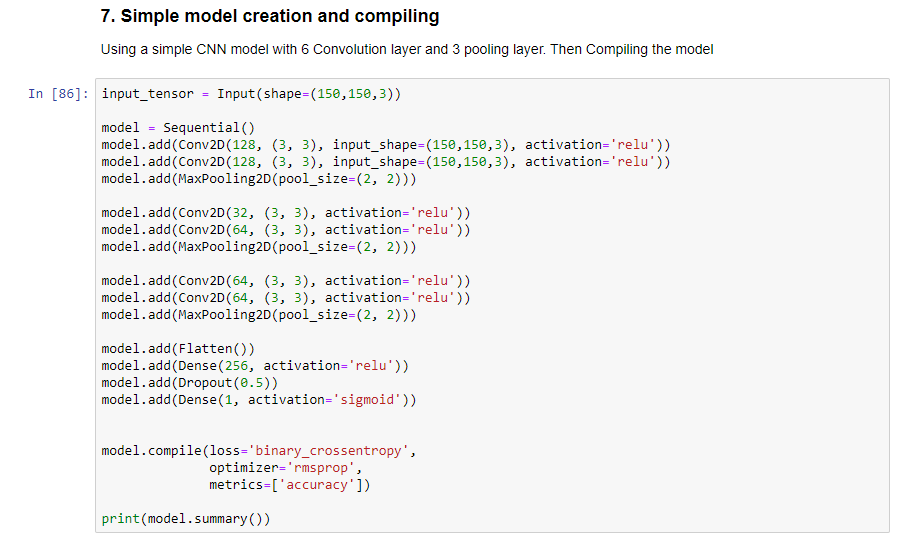 7. Simple model creation and compiling
Using a simple CNN model with 6 Convolution layer and 3 pooling layer. Then Compiling the model
In [86]: input_tensor = Input(shape=(150,150,3))
model = Sequential()
model.add(Conv2D(128, (3, 3), input_shape=(150,150,3), activation='relu'))
model.add(Conv2D(128, (3, 3), input_shape=(150,150,3), activation='relu'))
model.add(MaxPooling2D(pool_size=(2, 2)))
model.add(Conv2D(32, (3, 3), activation='relu'))
model.add(Conv2D(64, (3, 3), activation='relu'))
model.add(MaxPooling2D(pool_size=(2, 2)))
model.add(Conv2D(64, (3, 3), activation='relu'))
model.add(Conv2D(64, (3, 3), activation='relu'))
model.add(MaxPooling2D(pool_size=(2, 2)))
model.add(Flatten())
model.add(Dense(256, activation='relu'))
model.add(Dropout(0.5))
model.add(Dense(1, activation='sigmoid'))
model.compile(loss='binary_crossentropy',
optimizer='rmsprop',
metrics=['accuracy'])
print(model.summary())